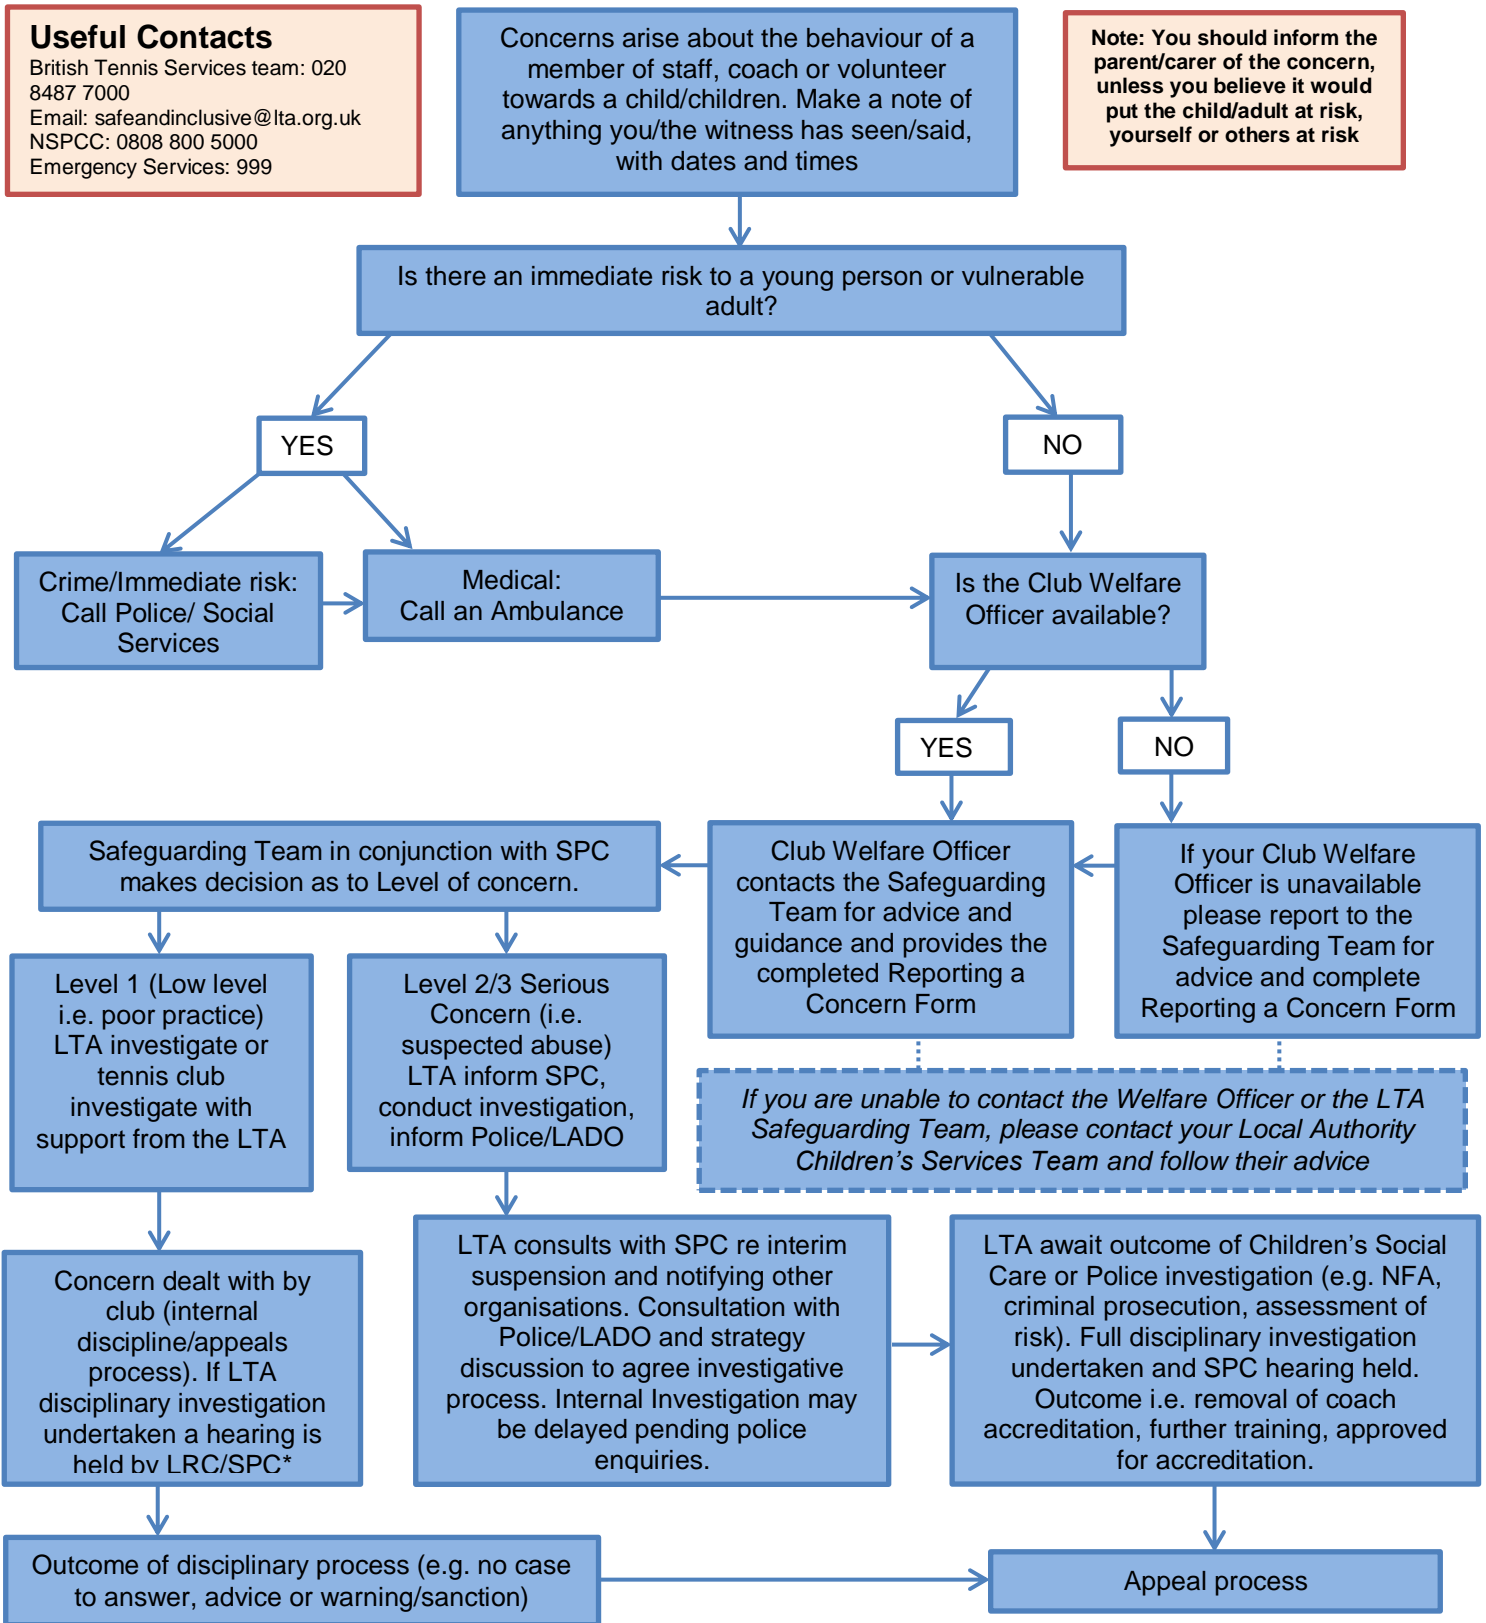 Useful Contacts
British Tennis Services team: 020
8487 7000
Email: safeandinclusive@lta.org.uk
NSPCC: 0808 800 5000
Emergency Services: 999
Concerns arise about the behaviour of a
member of staff, coach or volunteer
towards a child/children. Make a note of
anything you/the witness has seen/said,
with dates and times
Note: You should inform the
parent/carer of the concern,
unless you believe it would
put the child/adult at risk,
yourself or others at risk
Is there an immediate risk to a young person or vulnerable
adult?
YES
NO
Crime/Immediate risk:
Call Police/ Social
Services
Medical:
Call an Ambulance
Is the Club Welfare
Officer available?
YES
NO
Safeguarding Team in conjunction with SPC
makes decision as to Level of concern.
Club Welfare Officer
contacts the Safeguarding
Team for advice and
guidance and provides the
completed Reporting a
Concern Form
If your Club Welfare
Officer is unavailable
please report to the
Safeguarding Team for
advice and complete
Reporting a Concern Form
Level 1 (Low level
i.e. poor practice)
LTA investigate or
tennis club
investigate with
support from the LTA
Level 2/3 Serious
Concern (i.e.
suspected abuse)
LTA inform SPC,
conduct investigation,
inform Police/LADO
If you are unable to contact the Welfare Officer or the LTA
Safeguarding Team, please contact your Local Authority
Children’s Services Team and follow their advice
Concern dealt with by
club (internal
discipline/appeals
process). If LTA
disciplinary investigation
undertaken a hearing is
held by LRC/SPC*
LTA consults with SPC re interim
suspension and notifying other
organisations. Consultation with
Police/LADO and strategy
discussion to agree investigative
process. Internal Investigation may
be delayed pending police
enquiries.
LTA await outcome of Children’s Social
Care or Police investigation (e.g. NFA,
criminal prosecution, assessment of
risk). Full disciplinary investigation
undertaken and SPC hearing held.
Outcome i.e. removal of coach
accreditation, further training, approved
for accreditation.
Outcome of disciplinary process (e.g. no case
to answer, advice or warning/sanction)
Appeal process